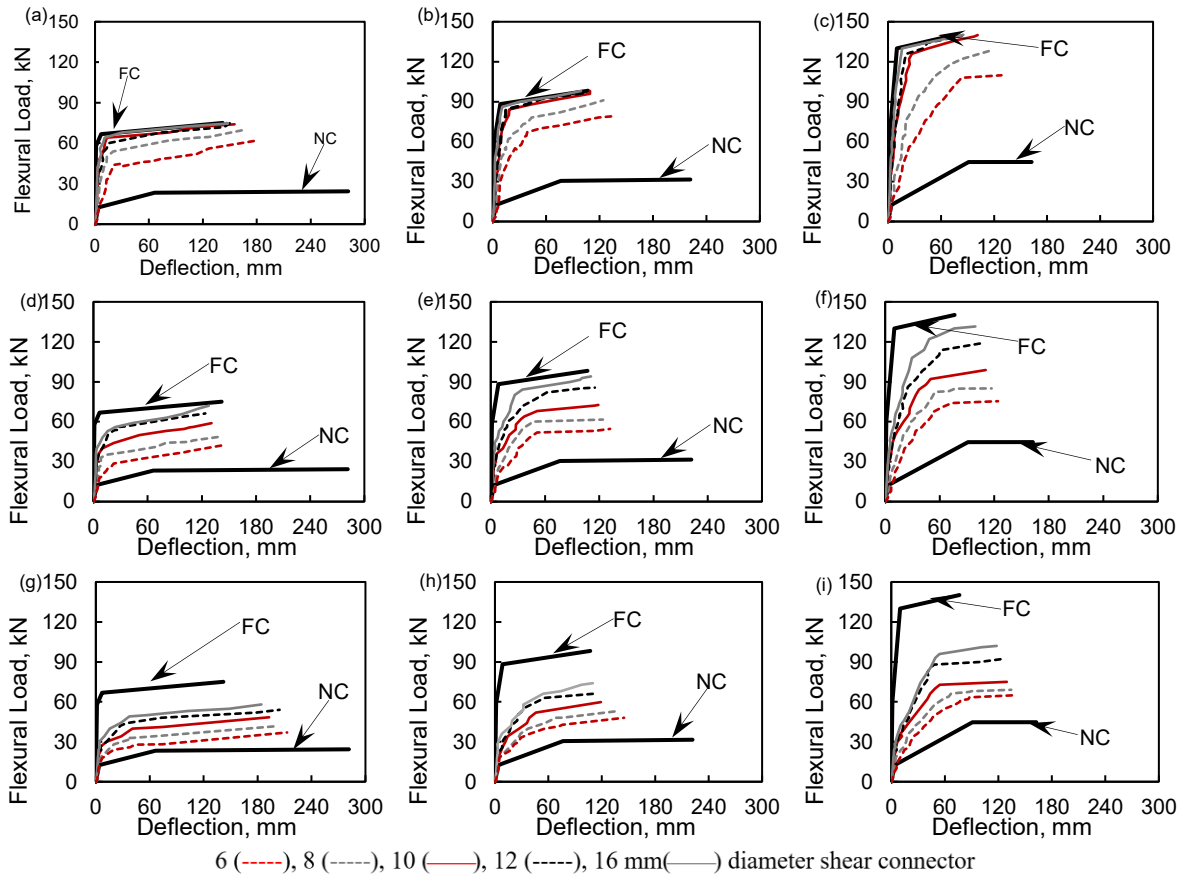 (a)
Flexural Load, kN
150
120
90
60
30
0
FC
NC
0 60 120 180 240 300
Deflection, mm
(b)
Flexural Load, kN
150
120
90
60
30
0
FC
NC
0 60 120 180 240 300
Deflection, mm
(c)
Flexural Load, kN
150
120
90
60
30
0
FC
NC
0 60 120 180 240 300
Deflection, mm
(d)
Flexural Load, kN
150
120
90
60
30
0
FC
NC
0 60 120 180 240 300
Deflection, mm
(e)
Flexural Load, kN
150
120
90
60
30
0
FC
NC
0 60 120 180 240 300
Deflection, mm
(f)
Flexural Load, kN
150
120
90
60
30
0
FC
NC
0 60 120 180 240 300
Deflection, mm
(g)
Flexural Load, kN
150
120
90
60
30
0
FC
NC
0 60 120 180 240 300
Deflection, mm
(h)
Flexural Load, kN
150
120
90
60
30
0
FC
NC
0 60 120 180 240 300
Deflection, mm
(i)
Flexural Load, kN
150
120
90
60
30
0
FC
NC
0 60 120 180 240 300
Deflection, mm
6 (-----), 8 (-----), 10 (——), 12 (-----), 16 mm(——) diameter shear connector